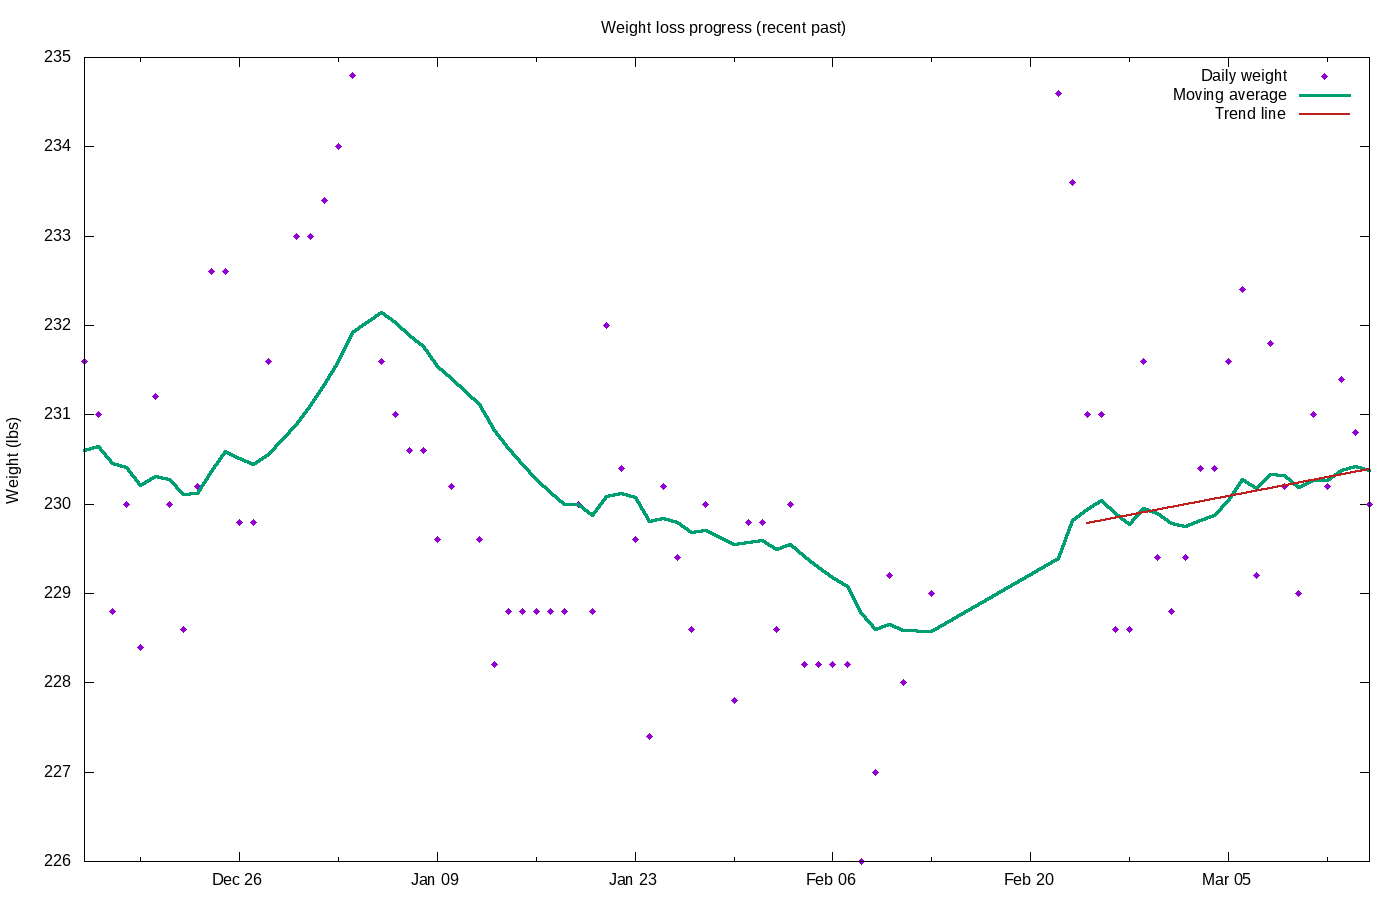 Weight loss progress (recent past)
235
234
233
232
231
230
229
228
227
226
Weight (lbs)
Daily weight
Moving average
Trend line
Dec 26
Jan 09
Jan 23
Feb 06
Feb 20
Mar 05